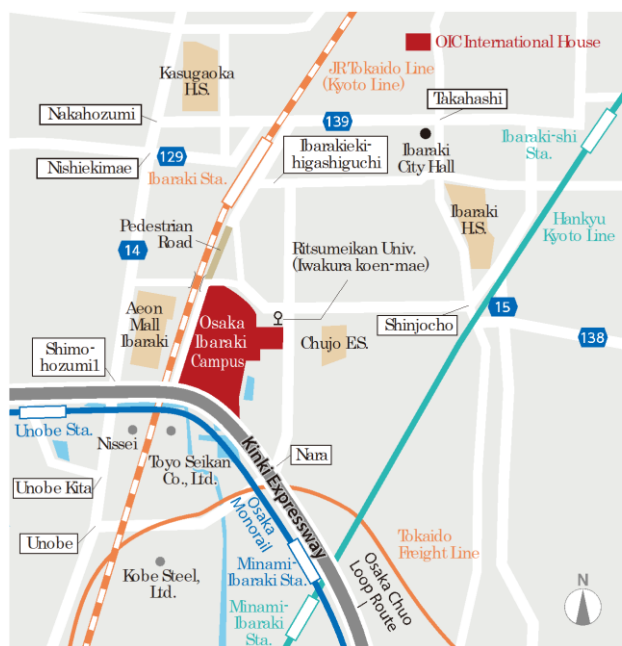 OIC International House
Kasugaoka
H.S.
JR Tokaido Line
(Kyoto Line)
Takahashi
Nakahozumi
139
Ibaraki
City Hall
Ibaraki-shi
Sta.
Nishiekimae
129
Ibaraki Sta.
Ibarakieki-
higashiguchi
Pedestrian
Road
Ibaraki
H.S.
Hankyu
Kyoto Line
14
Ritsumeikan Univ.
(Iwakura koen-mae)
Aeon
Mall
Ibaraki
Osaka
Ibaraki
Campus
Shinjocho
15
138
Chujo E.S.
Shimo-
hozumi1
Unobe Sta.
Nissei
Toyo Seikan
Co., Ltd.
Kinki Expressway
Nara
Unobe Kita
Osaka
Monorail
Unobe
Tokaido
Freight Line
Kobe Steel,
Ltd.
Minami-
Ibaraki Sta.
Osaka Chuo
Loop Route
Minami-
Ibaraki
Sta.
N